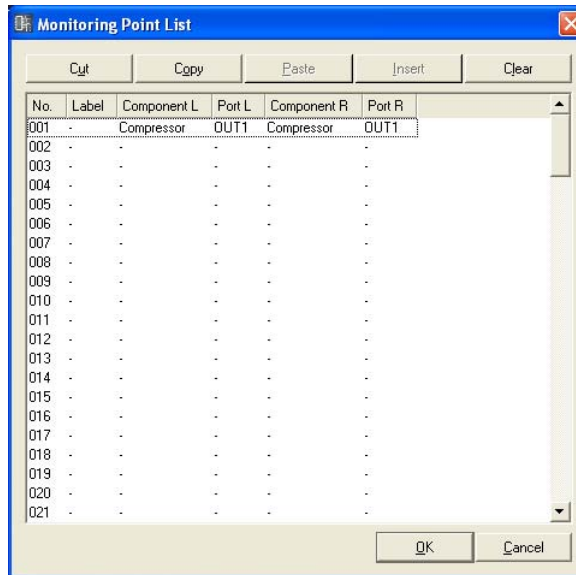 Monitoring Point List
Cut Copy Paste Insert Clear
No. Label Component L Port L Component R Port R
001 - Compressor OUT1 Compressor OUT1
002 - - - - -
003 - - - - -
004 - - - - -
005 - - - - -
006 - - - - -
007 - - - - -
008 - - - - -
009 - - - - -
010 - - - - -
011 - - - - -
012 - - - - -
013 - - - - -
014 - - - - -
015 - - - - -
016 - - - - -
017 - - - - -
018 - - - - -
019 - - - - -
020 - - - - -
021 - - - - -
OK Cancel